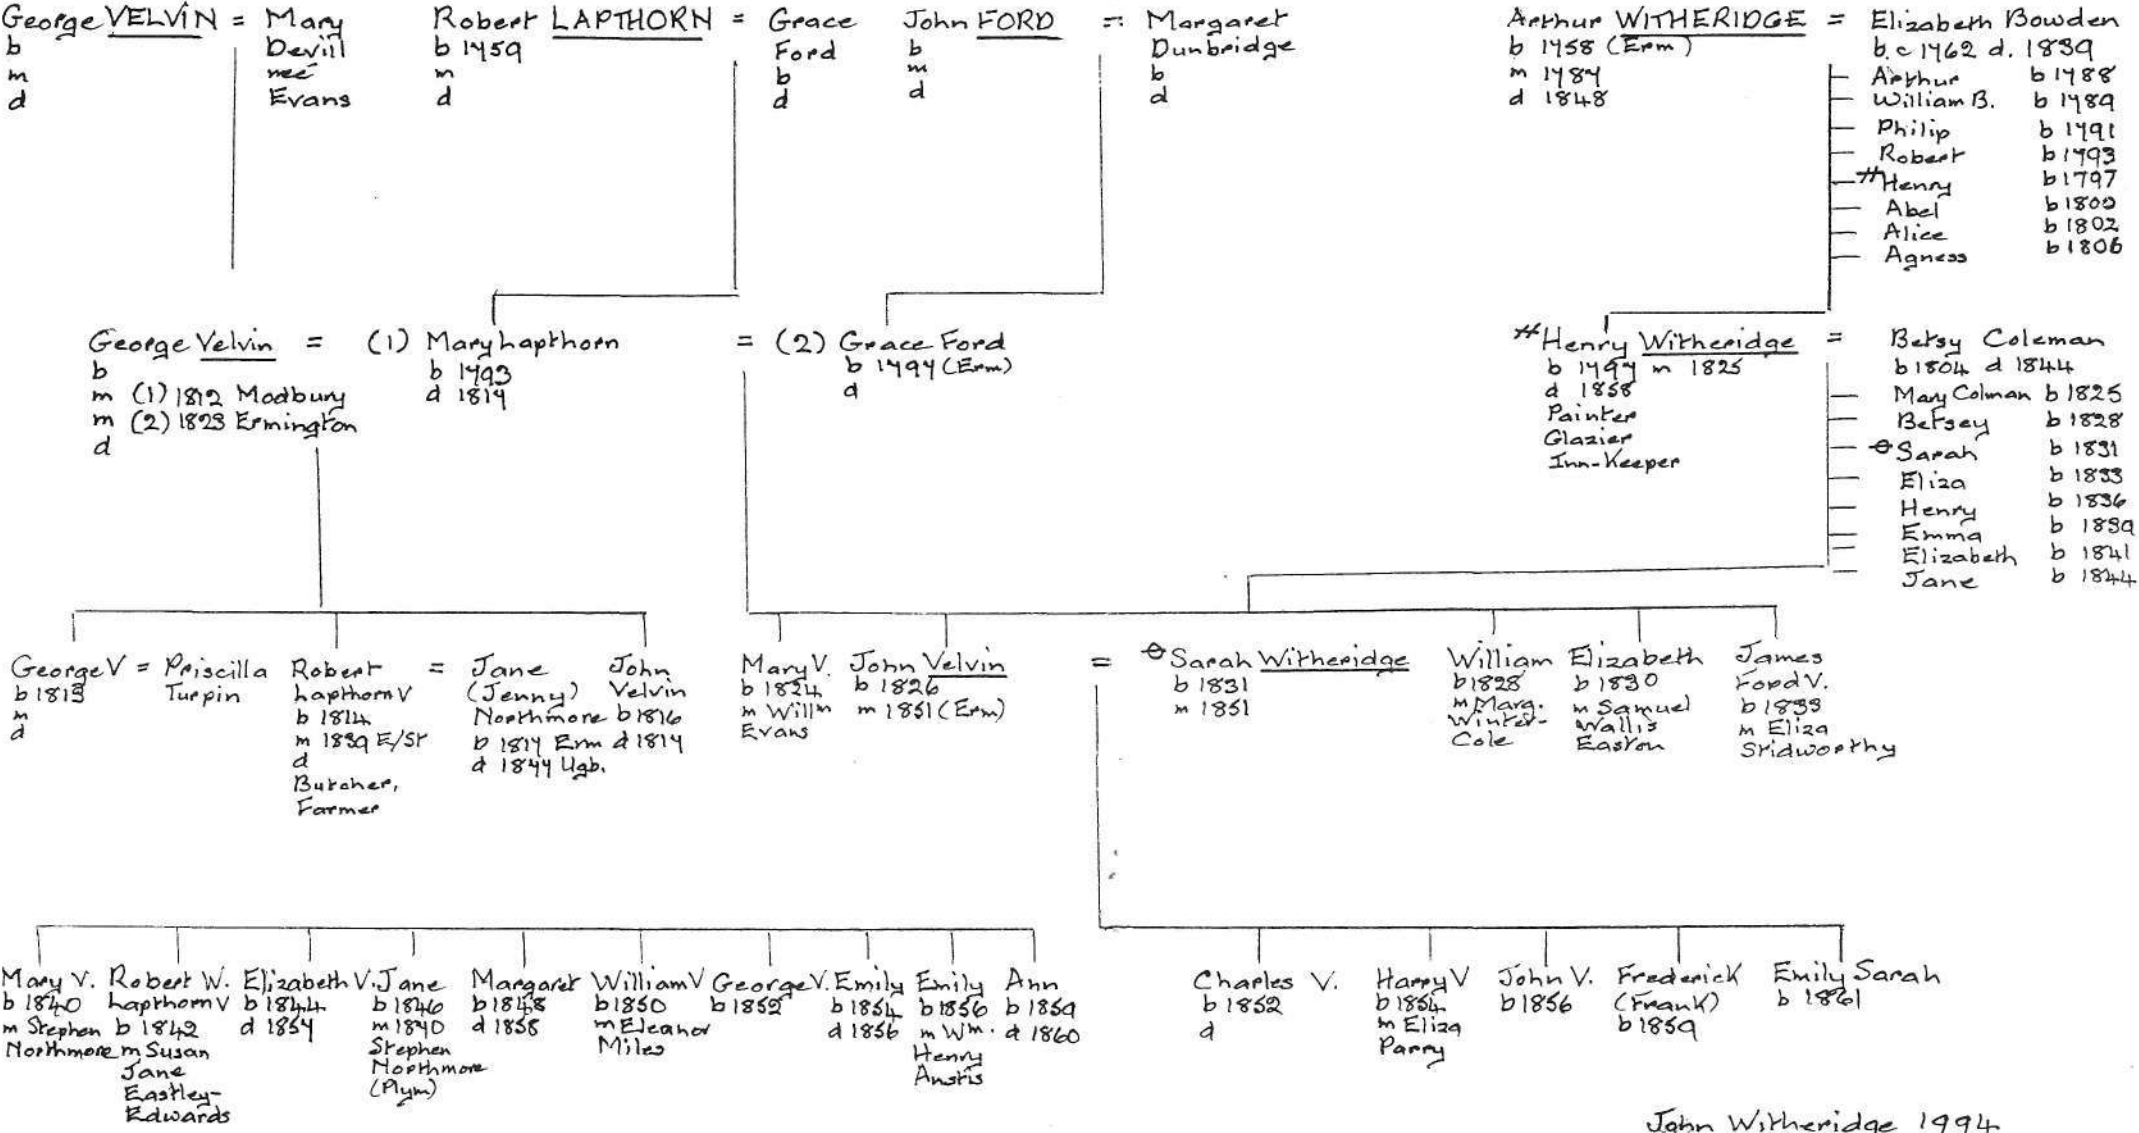 George VELVIN = Mary
Devill
neé
Evans
b
m
d
Robert LAPTHORN = Grace
Ford
b
d
b 1759
m
d
John FORD = Margaret
Dunbridge
b
d
b
m
d
Arthur WITHERIDGE = Elizabeth Bowden
b 1758 (Erm)
m 1787
d 1848
b.c 1762 d. 1839
Arthur b 1788
William B. b 1789
Philip b 1791
Robert b 1793
#Henry b 1797
Abel b 1800
Alice b 1802
Agness b 1806
George Velvin = (1) Mary Lapthorn = (2) Grace Ford
b
m (1) 1812 Modbury
m (2) 1823 Ermington
d
b 1793
d 1817
b 1797 (Erm)
d
#Henry Witheridge = Betsy Coleman
b 1797 m 1825
d 1858
Painter
Glazier
Inn-Keeper
b 1804 d 1844
Mary Colman b 1825
Betsey b 1828
⊖Sarah b 1831
Eliza b 1833
Henry b 1836
Emma b 1839
Elizabeth b 1841
Jane b 1844
George V = Priscilla
Turpin
b 1813
m
d
Robert =
Lapthorn V
b 1814
m 1839 E/St
d
Butcher,
Farmer
Jane
(Jenny)
Northmore
b 1817 Erm
d 1877 Ugb.
John
Velvin
b 1816
d 1817
Mary V.
b 1824
m Willm
Evans
John Velvin =
b 1826
m 1851 (Erm)
⊖Sarah Witheridge
b 1831
m 1851
William
b 1828
m Marg.
Winter-
Cole
Elizabeth
b 1830
m Samuel
Wallis
Easton
James
Ford V.
b 1833
m Eliza
Stidworthy
Mary V.
b 1840
m Stephen
Northmore
Robert W.
Lapthorn V
b 1842
m Susan
Jane
Eastley-
Edwards
Elizabeth V.
b 1844
d 1857
Jane
b 1846
m 1870
Stephen
Northmore
(Plym)
Margaret
b 1848
d 1858
William V
b 1850
m Eleanor
Miles
George V.
b 1852
Emily
b 1854
d 1856
Emily
b 1856
m Wm.
Henry
Anstis
Ann
b 1859
d 1860
Charles V.
b 1852
d
Harry V
b 1854
m Eliza
Parry
John V.
b 1856
Frederick
(Frank)
b 1859
Emily Sarah
b 1861
John Witheridge 1994